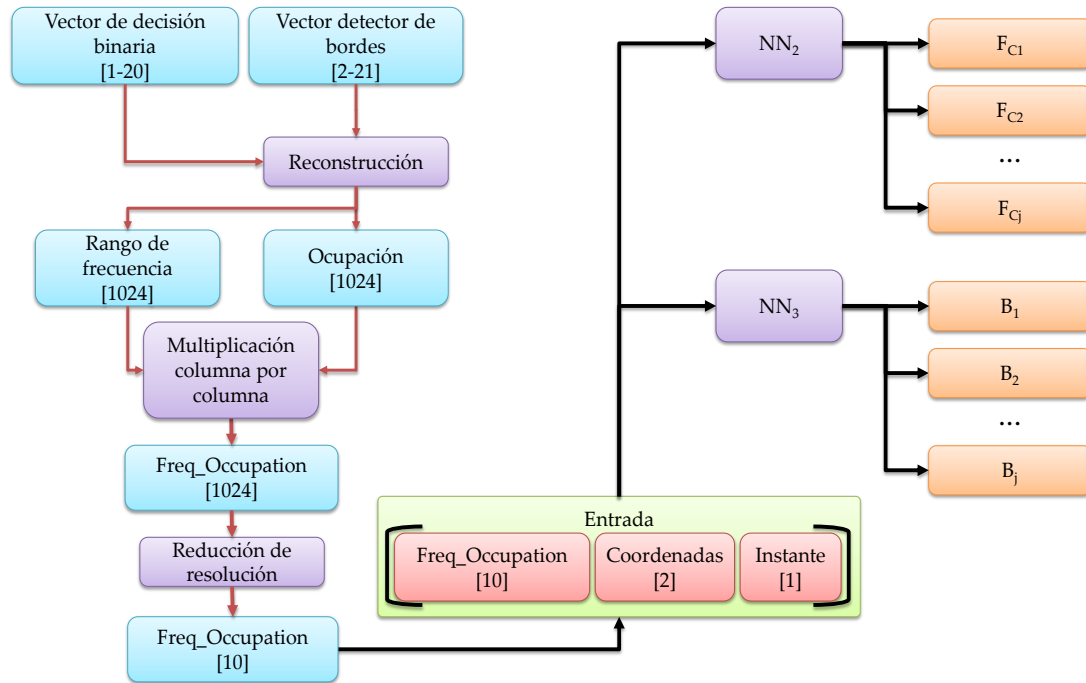 Vector de decisión
binaria
[1-20]
Vector detector de
bordes
[2-21]
Reconstrucción
Rango de
frecuencia
[1024]
Ocupación
[1024]
Multiplicación
columna por
columna
Freq_Occupation
[1024]
Reducción de
resolución
Freq_Occupation
[10]
Entrada
Freq_Occupation
[10]
Coordenadas
[2]
Instante
[1]
NN2
FC1
FC2
...
FCj
NN3
B1
B2
...
Bj